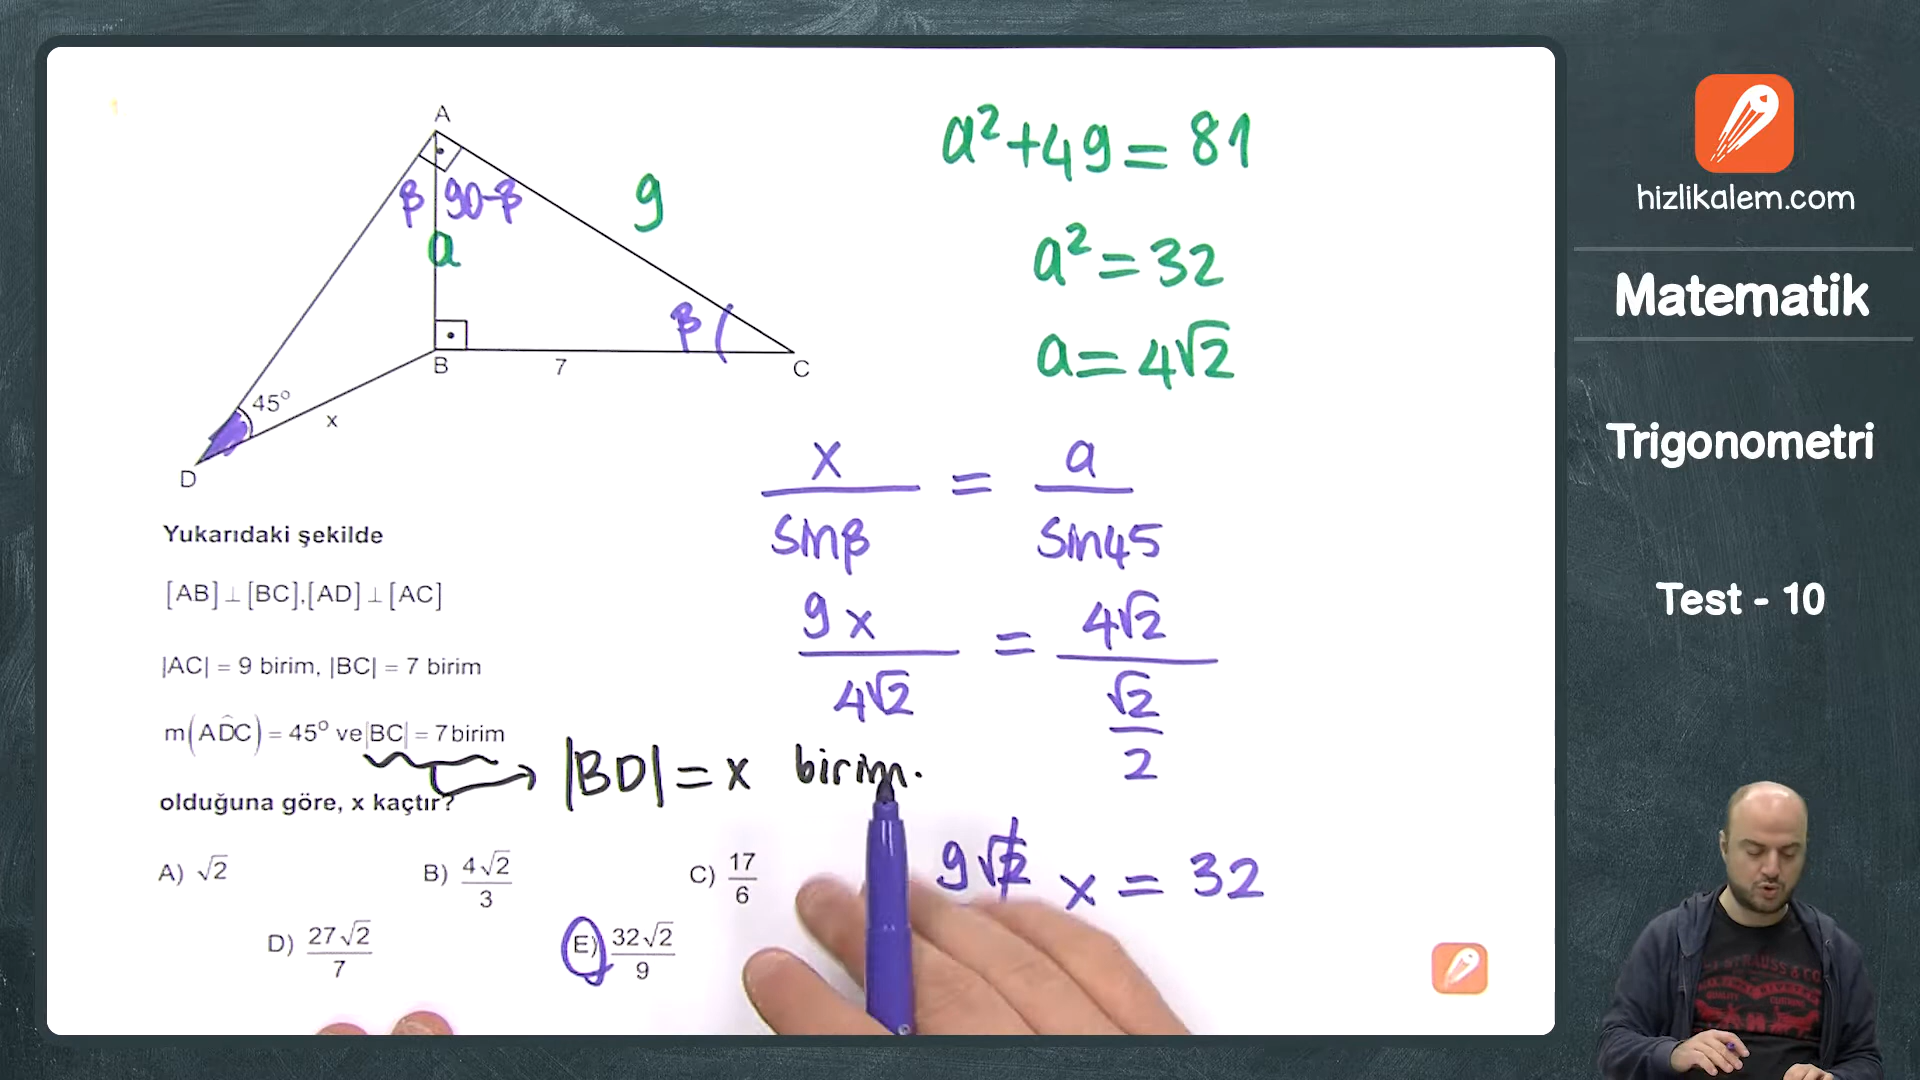 A
β 90-β
a
9
β
B
7
C
45°
x
D
a² + 49 = 81
a² = 32
a = 4√2
x / sinβ = a / sin45
9x / 4√2 = 4√2 / (√2 / 2)
Yukarıdaki şekilde
[AB] ⊥ [BC], [AD] ⊥ [AC]
|AC| = 9 birim, |BC| = 7 birim
m(ADC) = 45° ve |BC| = 7 birim
|BD| = x birim.
olduğuna göre, x kaçtır?
9√2 x = 32
A) √2 B) 4√2 / 3 C) 17 / 6
D) 27√2 / 7 E) 32√2 / 9
hizlikalem.com
Matematik
Trigonometri
Test - 10